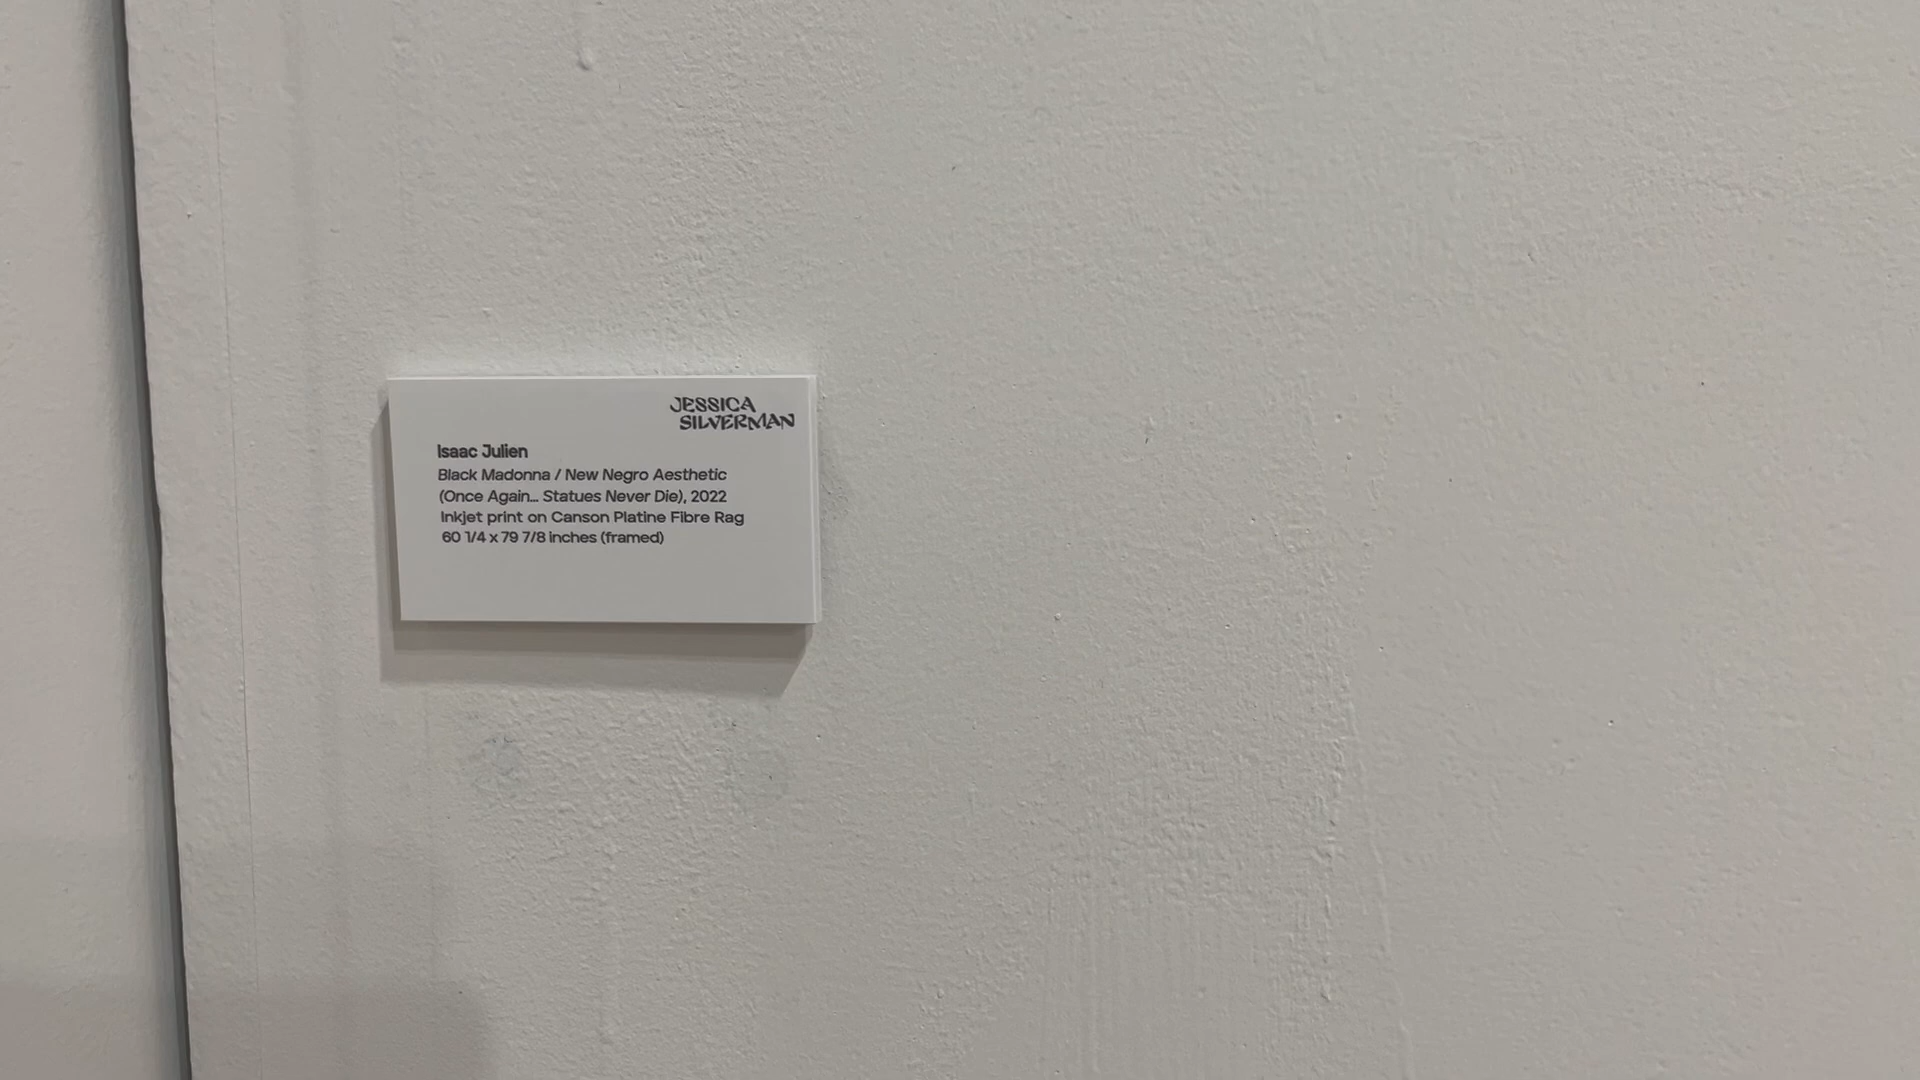 JESSICA
SILVERMAN
Isaac Julien
Black Madonna / New Negro Aesthetic
(Once Again... Statues Never Die), 2022
Inkjet print on Canson Platine Fibre Rag
60 1/4 x 79 7/8 inches (framed)